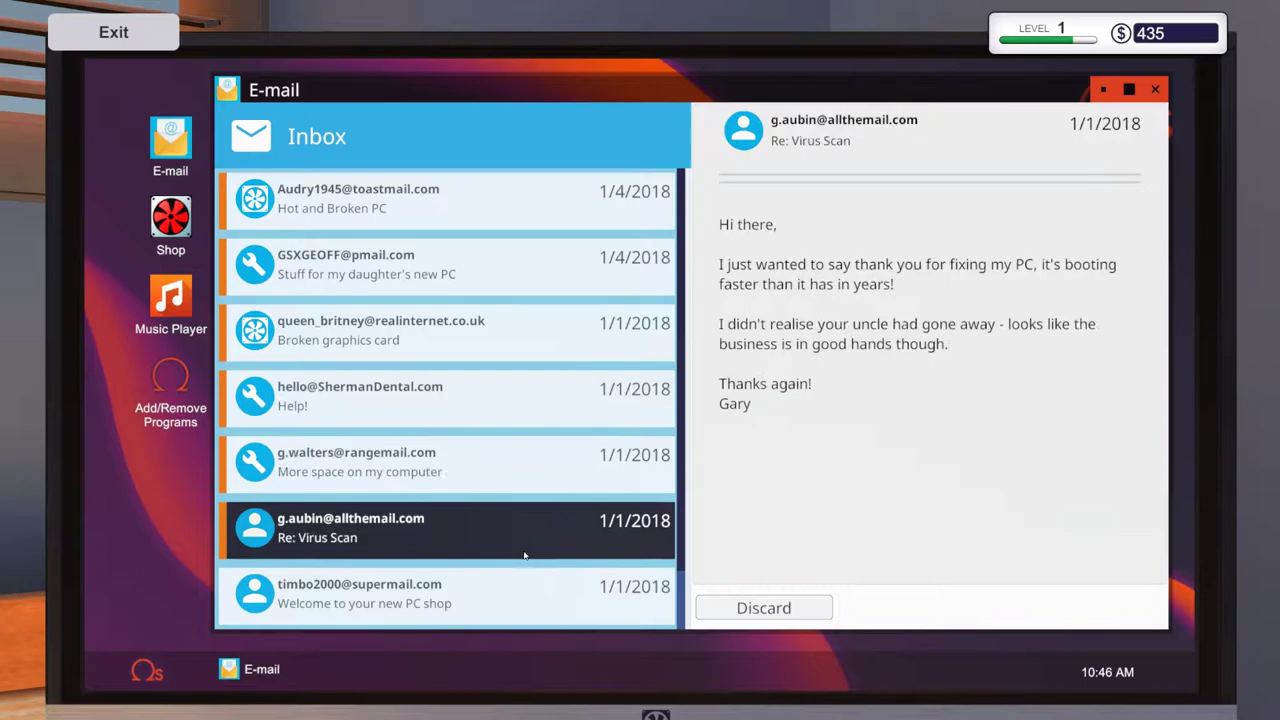 Exit
LEVEL 1
$ 435
E-mail
Inbox
E-mail
Shop
Music Player
Add/Remove
Programs
Audry1945@toastmail.com 1/4/2018
Hot and Broken PC
GSXGEOFF@pmail.com 1/4/2018
Stuff for my daughter's new PC
queen_britney@realinternet.co.uk 1/1/2018
Broken graphics card
hello@ShermanDental.com 1/1/2018
Help!
g.walters@rangemail.com 1/1/2018
More space on my computer
g.aubin@allthemail.com 1/1/2018
Re: Virus Scan
timbo2000@supermail.com 1/1/2018
Welcome to your new PC shop
g.aubin@allthemail.com 1/1/2018
Re: Virus Scan
Hi there,
I just wanted to say thank you for fixing my PC, it's booting
faster than it has in years!
I didn't realise your uncle had gone away - looks like the
business is in good hands though.
Thanks again!
Gary
Discard
Ωs
E-mail
10:46 AM